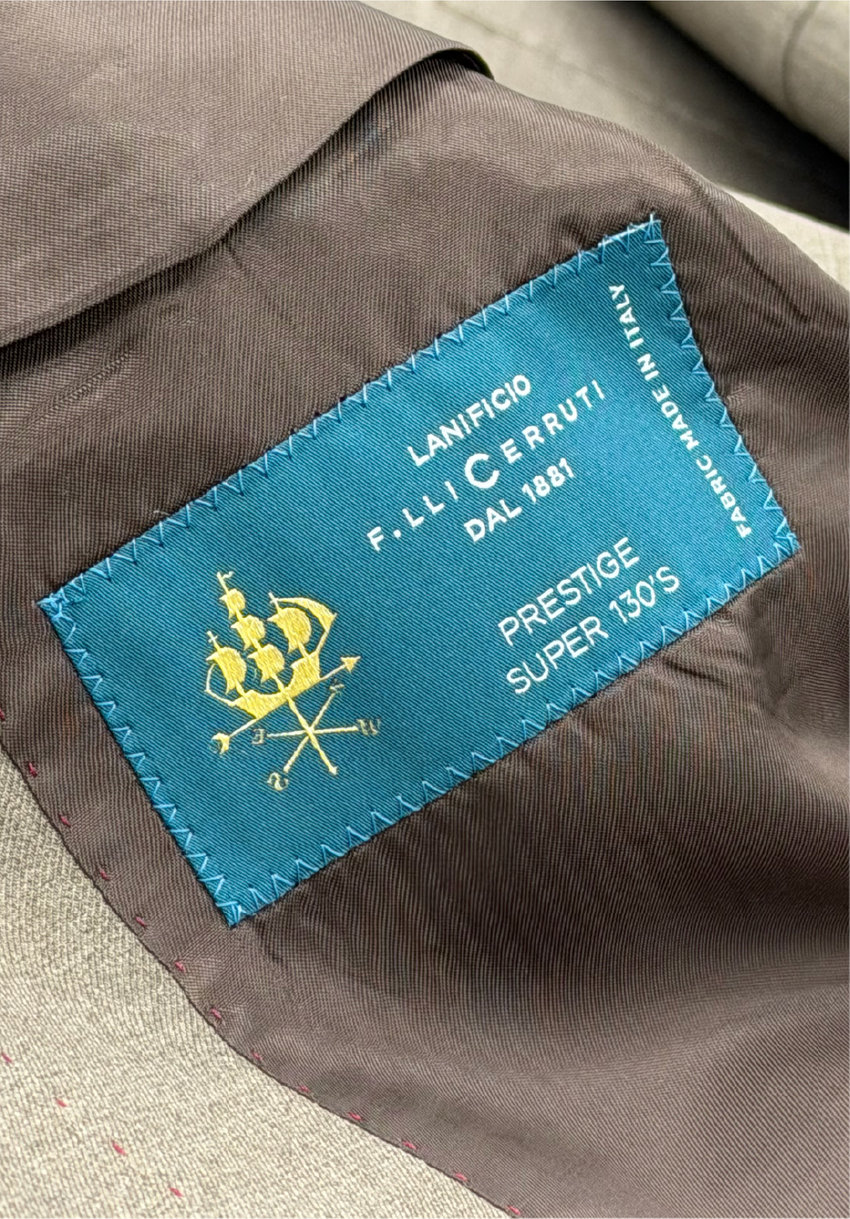 LANIFICIO
F.LLI CERRUTI
DAL 1881
PRESTIGE
SUPER 130'S
FABRIC MADE IN ITALY